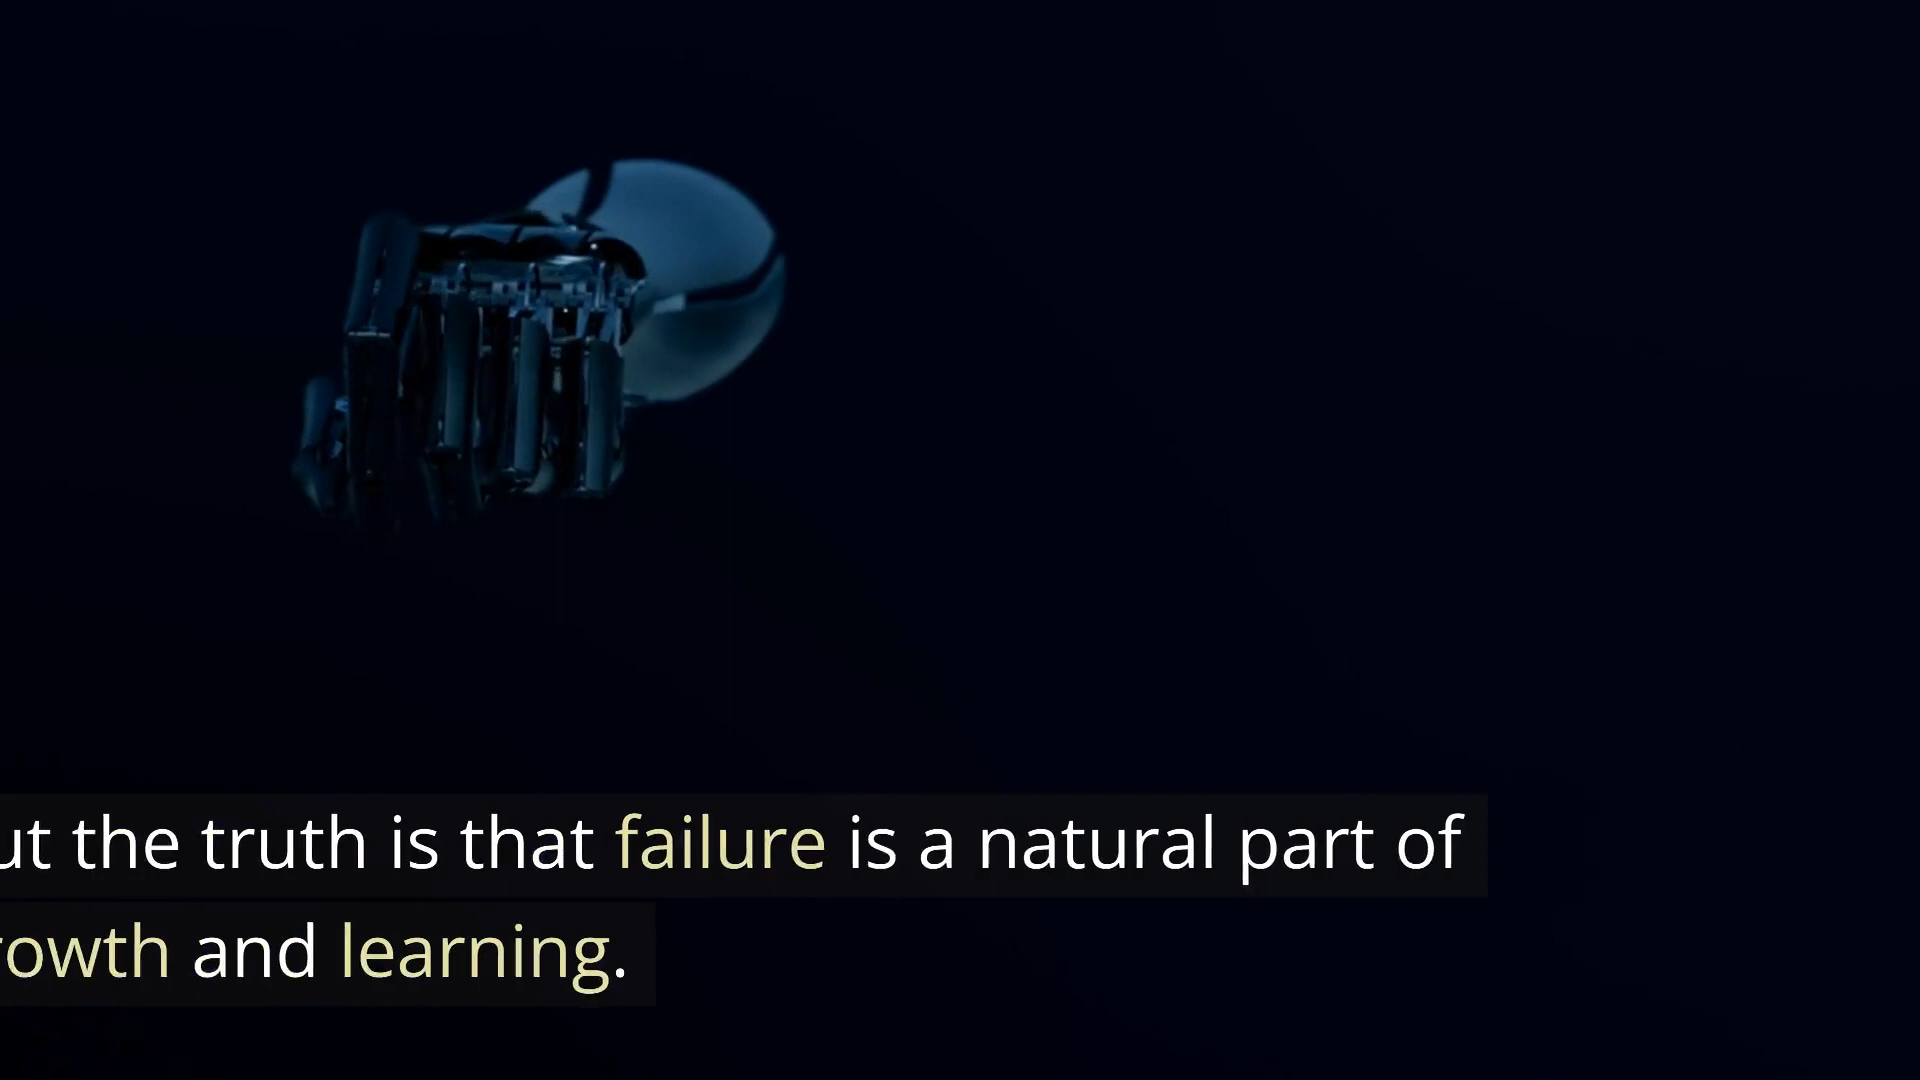 ut the truth is that failure is a natural part of
rowth and learning.